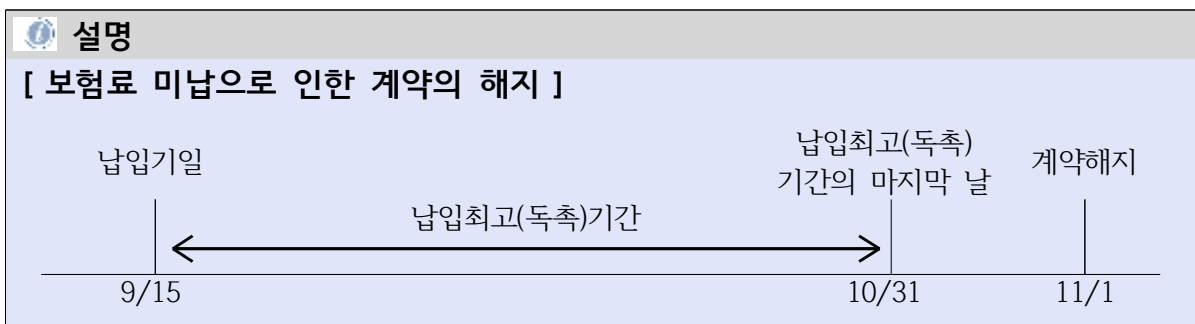 설명
[ 보험료 미납으로 인한 계약의 해지 ]
납입기일
납입최고(독촉)
기간의 마지막 날
계약해지
납입최고(독촉)기간
9/15
10/31
11/1